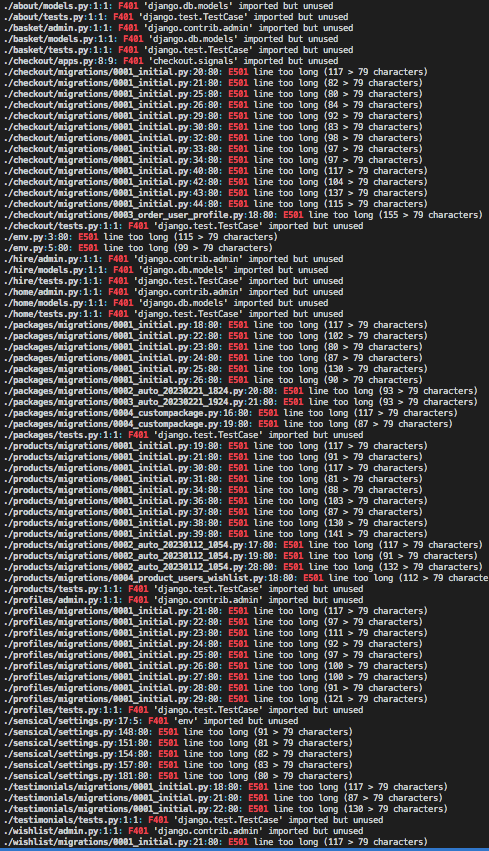 ./about/models.py:1:1: F401 'django.db.models' imported but unused
./about/tests.py:1:1: F401 'django.test.TestCase' imported but unused
./basket/admin.py:1:1: F401 'django.contrib.admin' imported but unused
./basket/models.py:1:1: F401 'django.db.models' imported but unused
./basket/tests.py:1:1: F401 'django.test.TestCase' imported but unused
./checkout/apps.py:8:9: F401 'checkout.signals' imported but unused
./checkout/migrations/0001_initial.py:20:80: E501 line too long (117 > 79 characters)
./checkout/migrations/0001_initial.py:21:80: E501 line too long (82 > 79 characters)
./checkout/migrations/0001_initial.py:25:80: E501 line too long (80 > 79 characters)
./checkout/migrations/0001_initial.py:26:80: E501 line too long (84 > 79 characters)
./checkout/migrations/0001_initial.py:29:80: E501 line too long (92 > 79 characters)
./checkout/migrations/0001_initial.py:30:80: E501 line too long (83 > 79 characters)
./checkout/migrations/0001_initial.py:32:80: E501 line too long (98 > 79 characters)
./checkout/migrations/0001_initial.py:33:80: E501 line too long (97 > 79 characters)
./checkout/migrations/0001_initial.py:34:80: E501 line too long (97 > 79 characters)
./checkout/migrations/0001_initial.py:40:80: E501 line too long (117 > 79 characters)
./checkout/migrations/0001_initial.py:42:80: E501 line too long (104 > 79 characters)
./checkout/migrations/0001_initial.py:43:80: E501 line too long (137 > 79 characters)
./checkout/migrations/0001_initial.py:44:80: E501 line too long (115 > 79 characters)
./checkout/migrations/0003_order_user_profile.py:18:80: E501 line too long (155 > 79 characters)
./checkout/tests.py:1:1: F401 'django.test.TestCase' imported but unused
./env.py:3:80: E501 line too long (115 > 79 characters)
./env.py:5:80: E501 line too long (99 > 79 characters)
./hire/admin.py:1:1: F401 'django.contrib.admin' imported but unused
./hire/models.py:1:1: F401 'django.db.models' imported but unused
./hire/tests.py:1:1: F401 'django.test.TestCase' imported but unused
./home/admin.py:1:1: F401 'django.contrib.admin' imported but unused
./home/models.py:1:1: F401 'django.db.models' imported but unused
./home/tests.py:1:1: F401 'django.test.TestCase' imported but unused
./packages/migrations/0001_initial.py:18:80: E501 line too long (117 > 79 characters)
./packages/migrations/0001_initial.py:22:80: E501 line too long (102 > 79 characters)
./packages/migrations/0001_initial.py:23:80: E501 line too long (80 > 79 characters)
./packages/migrations/0001_initial.py:24:80: E501 line too long (87 > 79 characters)
./packages/migrations/0001_initial.py:25:80: E501 line too long (130 > 79 characters)
./packages/migrations/0001_initial.py:26:80: E501 line too long (90 > 79 characters)
./packages/migrations/0002_auto_20230221_1824.py:20:80: E501 line too long (93 > 79 characters)
./packages/migrations/0003_auto_20230221_1924.py:21:80: E501 line too long (93 > 79 characters)
./packages/migrations/0004_custompackage.py:16:80: E501 line too long (117 > 79 characters)
./packages/migrations/0004_custompackage.py:19:80: E501 line too long (87 > 79 characters)
./packages/tests.py:1:1: F401 'django.test.TestCase' imported but unused
./products/migrations/0001_initial.py:19:80: E501 line too long (117 > 79 characters)
./products/migrations/0001_initial.py:21:80: E501 line too long (91 > 79 characters)
./products/migrations/0001_initial.py:30:80: E501 line too long (117 > 79 characters)
./products/migrations/0001_initial.py:31:80: E501 line too long (81 > 79 characters)
./products/migrations/0001_initial.py:34:80: E501 line too long (88 > 79 characters)
./products/migrations/0001_initial.py:36:80: E501 line too long (103 > 79 characters)
./products/migrations/0001_initial.py:37:80: E501 line too long (87 > 79 characters)
./products/migrations/0001_initial.py:38:80: E501 line too long (130 > 79 characters)
./products/migrations/0001_initial.py:39:80: E501 line too long (141 > 79 characters)
./products/migrations/0002_auto_20230112_1054.py:17:80: E501 line too long (117 > 79 characters)
./products/migrations/0002_auto_20230112_1054.py:19:80: E501 line too long (91 > 79 characters)
./products/migrations/0002_auto_20230112_1054.py:28:80: E501 line too long (132 > 79 characters)
./products/migrations/0004_product_users_wishlist.py:18:80: E501 line too long (112 > 79 characte
./products/tests.py:1:1: F401 'django.test.TestCase' imported but unused
./profiles/admin.py:1:1: F401 'django.contrib.admin' imported but unused
./profiles/migrations/0001_initial.py:21:80: E501 line too long (117 > 79 characters)
./profiles/migrations/0001_initial.py:22:80: E501 line too long (97 > 79 characters)
./profiles/migrations/0001_initial.py:23:80: E501 line too long (111 > 79 characters)
./profiles/migrations/0001_initial.py:24:80: E501 line too long (92 > 79 characters)
./profiles/migrations/0001_initial.py:25:80: E501 line too long (97 > 79 characters)
./profiles/migrations/0001_initial.py:26:80: E501 line too long (100 > 79 characters)
./profiles/migrations/0001_initial.py:27:80: E501 line too long (100 > 79 characters)
./profiles/migrations/0001_initial.py:28:80: E501 line too long (91 > 79 characters)
./profiles/migrations/0001_initial.py:29:80: E501 line too long (121 > 79 characters)
./profiles/tests.py:1:1: F401 'django.test.TestCase' imported but unused
./sensical/settings.py:17:5: F401 'env' imported but unused
./sensical/settings.py:148:80: E501 line too long (91 > 79 characters)
./sensical/settings.py:151:80: E501 line too long (81 > 79 characters)
./sensical/settings.py:154:80: E501 line too long (82 > 79 characters)
./sensical/settings.py:157:80: E501 line too long (83 > 79 characters)
./sensical/settings.py:181:80: E501 line too long (80 > 79 characters)
./testimonials/migrations/0001_initial.py:18:80: E501 line too long (117 > 79 characters)
./testimonials/migrations/0001_initial.py:21:80: E501 line too long (87 > 79 characters)
./testimonials/migrations/0001_initial.py:22:80: E501 line too long (130 > 79 characters)
./testimonials/tests.py:1:1: F401 'django.test.TestCase' imported but unused
./wishlist/admin.py:1:1: F401 'django.contrib.admin' imported but unused
./wishlist/migrations/0001_initial.py:21:80: E501 line too long (117 > 79 characters)